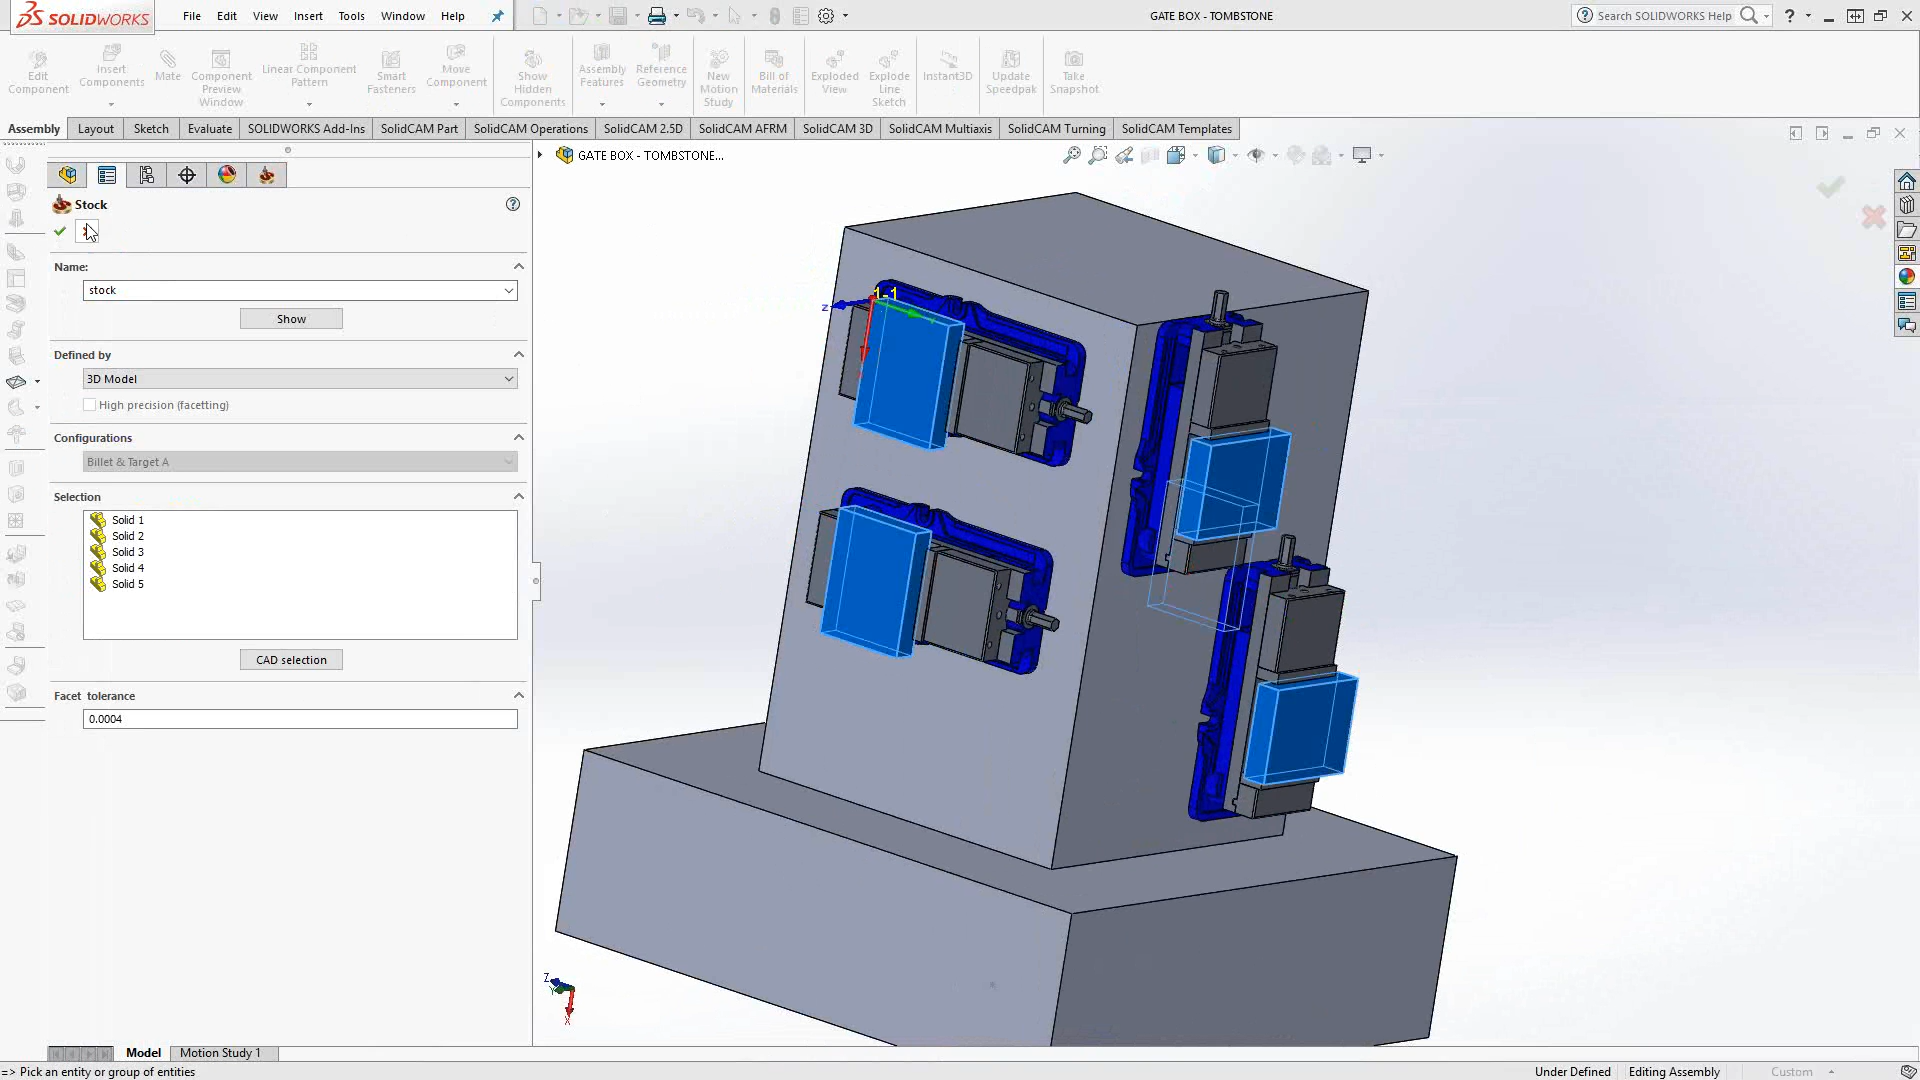 SOLIDWORKS
File Edit View Insert Tools Window Help
GATE BOX - TOMBSTONE
Search SOLIDWORKS Help
Edit Component
Insert Components
Mate
Component Preview Window
Linear Component Pattern
Smart Fasteners
Move Component
Show Hidden Components
Assembly Features
Reference Geometry
New Motion Study
Bill of Materials
Exploded View
Explode Line Sketch
Instant3D
Update Speedpak
Take Snapshot
Assembly Layout Sketch Evaluate SOLIDWORKS Add-Ins SolidCAM Part SolidCAM Operations SolidCAM 2.5D SolidCAM AFRM SolidCAM 3D SolidCAM Multiaxis SolidCAM Turning SolidCAM Templates
GATE BOX - TOMBSTONE...
Stock
Name:
stock
Show
Defined by
3D Model
High precision (facetting)
Configurations
Billet & Target A
Selection
Solid 1
Solid 2
Solid 3
Solid 4
Solid 5
CAD selection
Facet tolerance
0.0004
1-1
Z
Z
Y
X
Model Motion Study 1
=> Pick an entity or group of entities
Under Defined Editing Assembly Custom